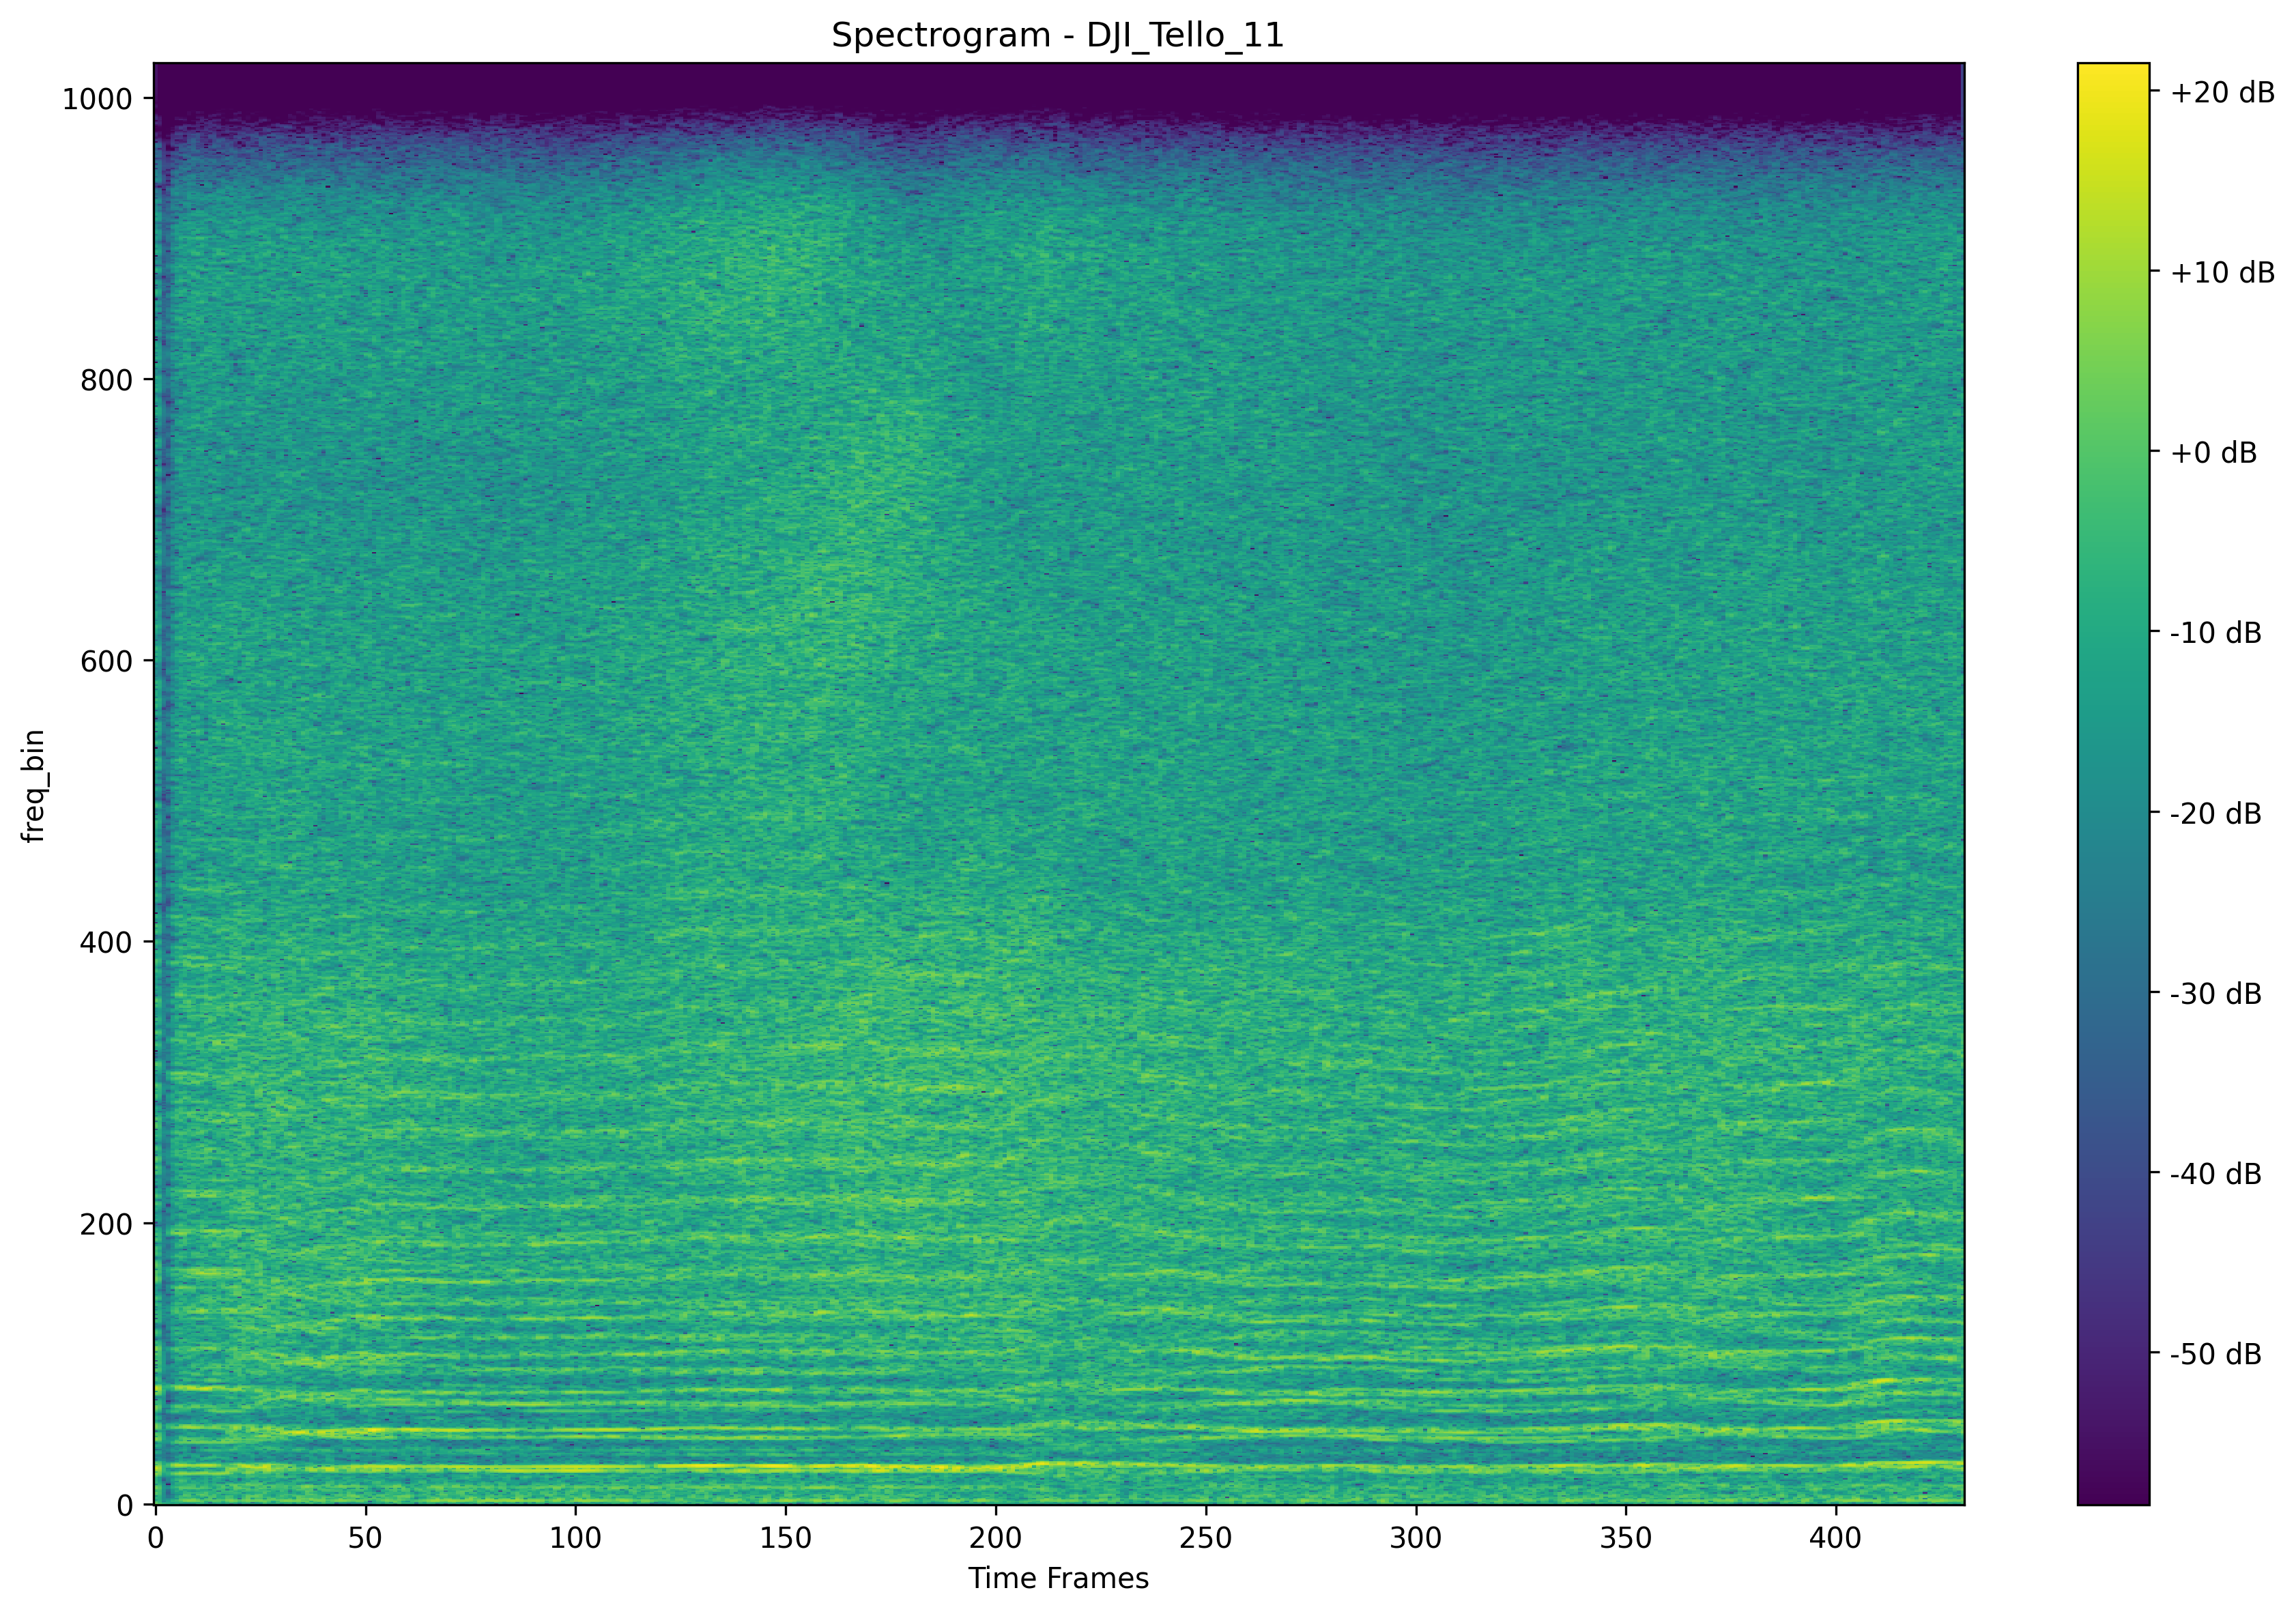 Spectrogram - DJI_Tello_11
1000
800
600
400
200
0
freq_bin
0 50 100 150 200 250 300 350 400
Time Frames
+20 dB
+10 dB
+0 dB
-10 dB
-20 dB
-30 dB
-40 dB
-50 dB